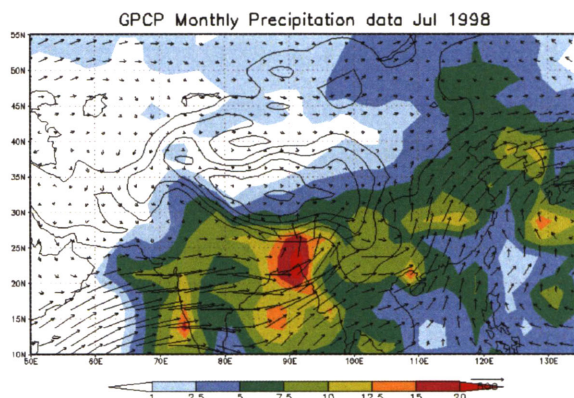 GPCP Monthly Precipitation data Jul 1998
55N
50N
45N
40N
35N
30N
25N
20N
15N
10N
50E 60E 70E 80E 90E 100E 110E 120E 130E
1 2.5 5 7.5 10 12.5 15 20